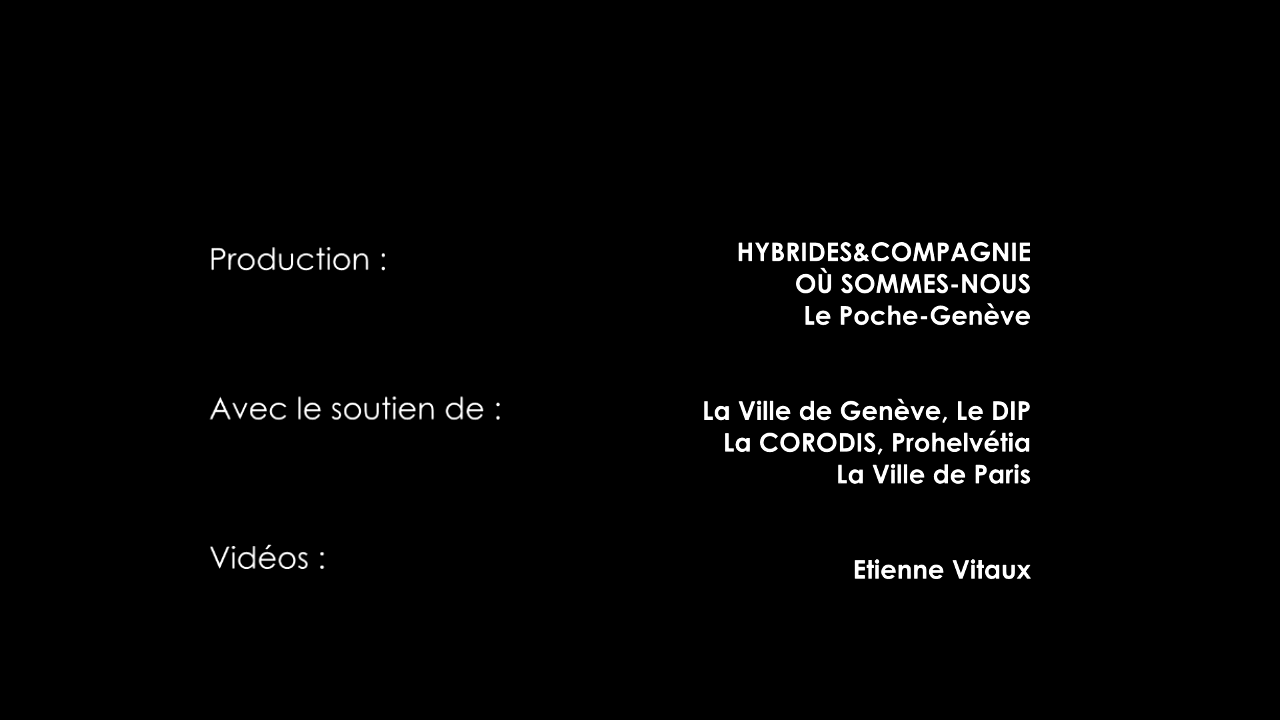 Production :
HYBRIDES&COMPAGNIE
OÙ SOMMES-NOUS
Le Poche-Genève
Avec le soutien de :
La Ville de Genève, Le DIP
La CORODIS, Prohelvétia
La Ville de Paris
Vidéos :
Etienne Vitaux